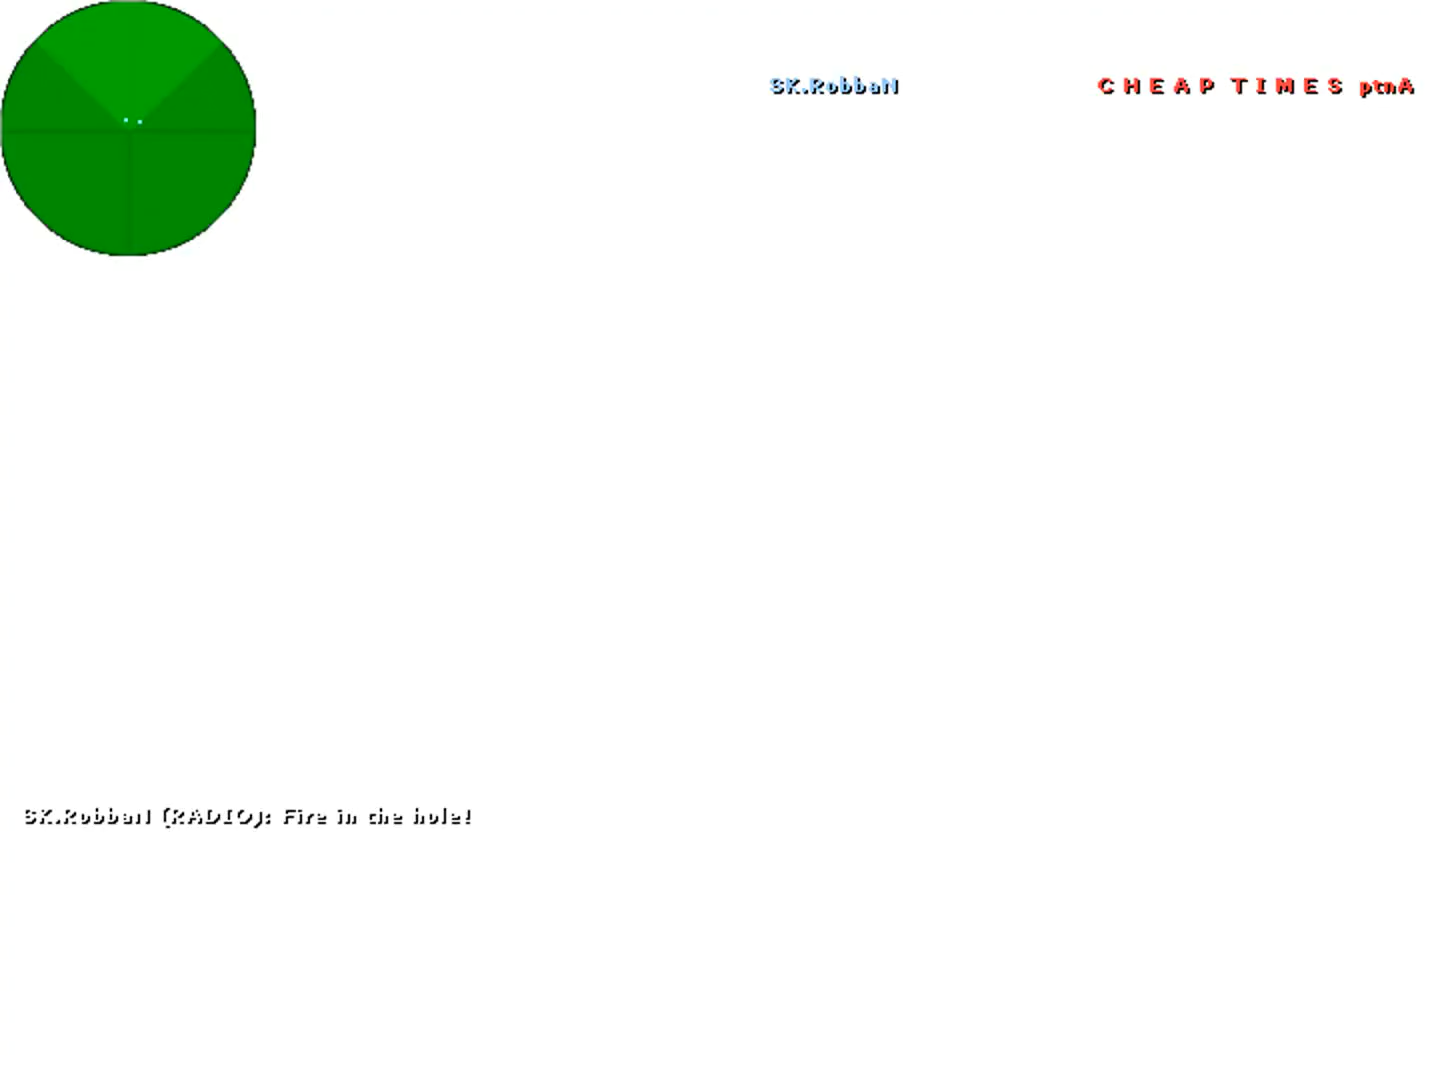 SK.RobbaN C H E A P T I M E S ptnA
SK.RobbaN (RADIO): Fire in the hole!